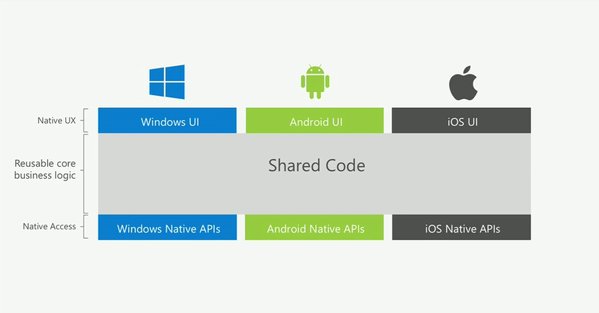 Native UX
Windows UI
Android UI
iOS UI
Reusable core
business logic
Shared Code
Native Access
Windows Native APIs
Android Native APIs
iOS Native APIs